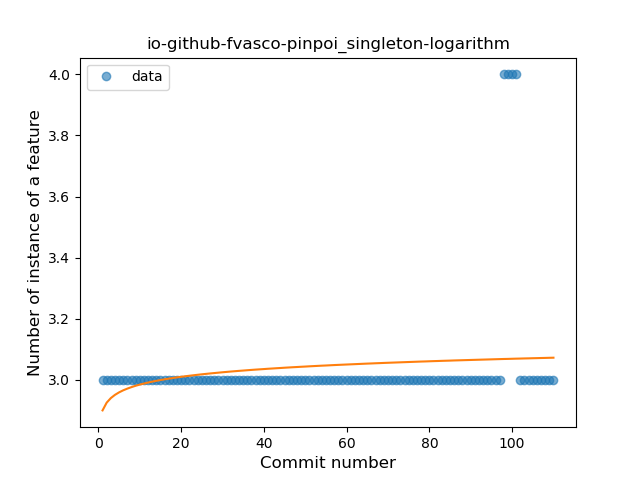 io-github-fvasco-pinpoi_singleton-logarithm
data
4.0
3.8
3.6
3.4
3.2
3.0
Number of instance of a feature
0 20 40 60 80 100
Commit number